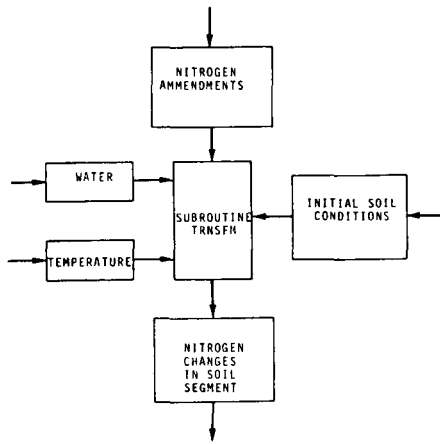 NITROGEN
AMMENDMENTS
WATER
SUBROUTINE
TRNSFM
INITIAL SOIL
CONDITIONS
TEMPERATURE
NITROGEN
CHANGES
IN SOIL
SEGMENT